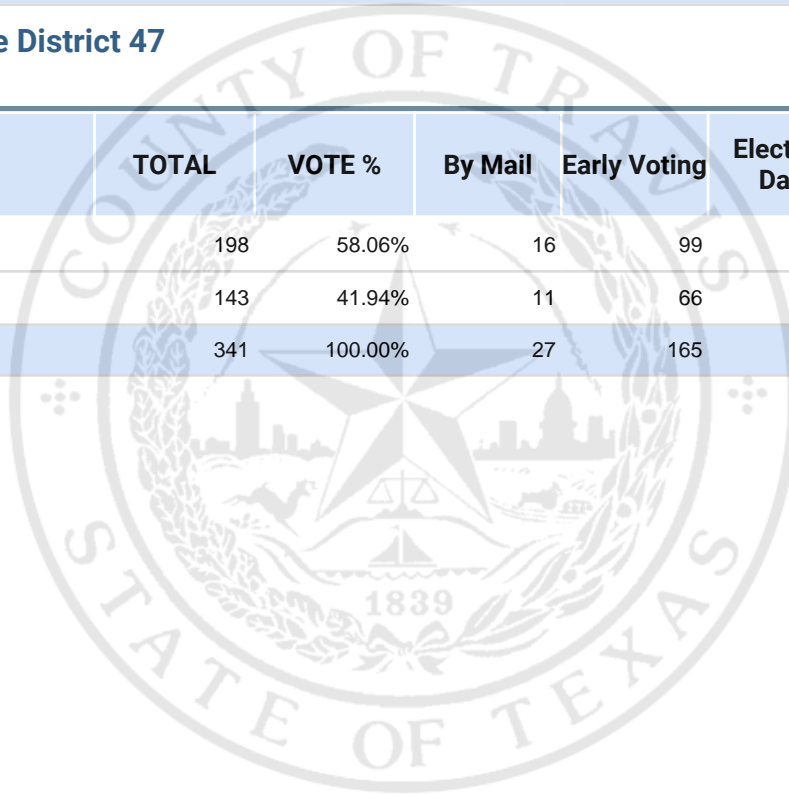 e District 47
TOTAL VOTE % By Mail Early Voting Elect
Da
198 58.06% 16 99
143 41.94% 11 66
341 100.00% 27 165
COUNTY OF TRAVIS
1839
STATE OF TEXAS